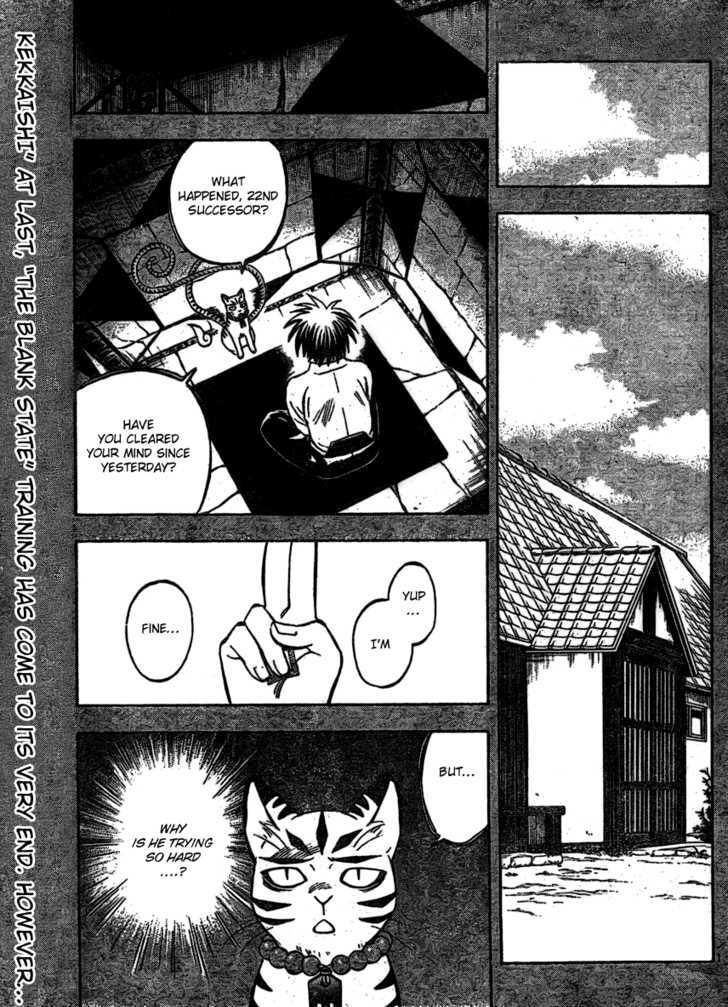 KEKKAISHI" AT LAST, "THE BLANK STATE" TRAINING HAS COME TO ITS VERY END. HOWEVER...
WHAT
HAPPENED, 22ND
SUCCESSOR?
HAVE
YOU CLEARED
YOUR MIND SINCE
YESTERDAY?
YUP
...
I'M
FINE...
BUT...
WHY
IS HE TRYING
SO HARD
....?